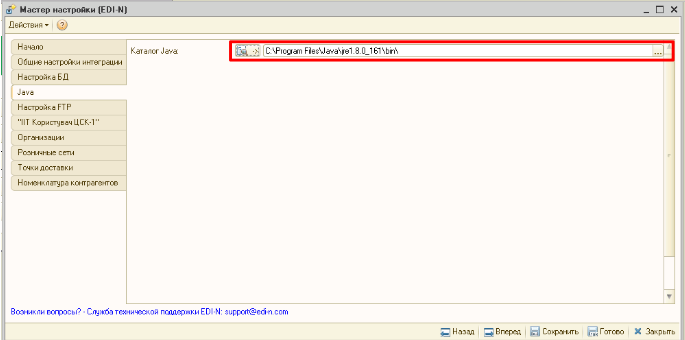 Мастер настройки (EDI-N)
Действия
Начало
Общие настройки интеграции
Настройка БД
Java
Настройка FTP
"ІІТ Користувач ЦСК-1"
Организации
Розничные сети
Точки доставки
Номенклатура контрагентов
Каталог Java: C:\Program Files\Java\jre1.8.0_161\bin\ ...
Возникли вопросы? - Служба технической поддержки EDI-N: support@edi-n.com
Назад Вперед Сохранить Готово Закрыть